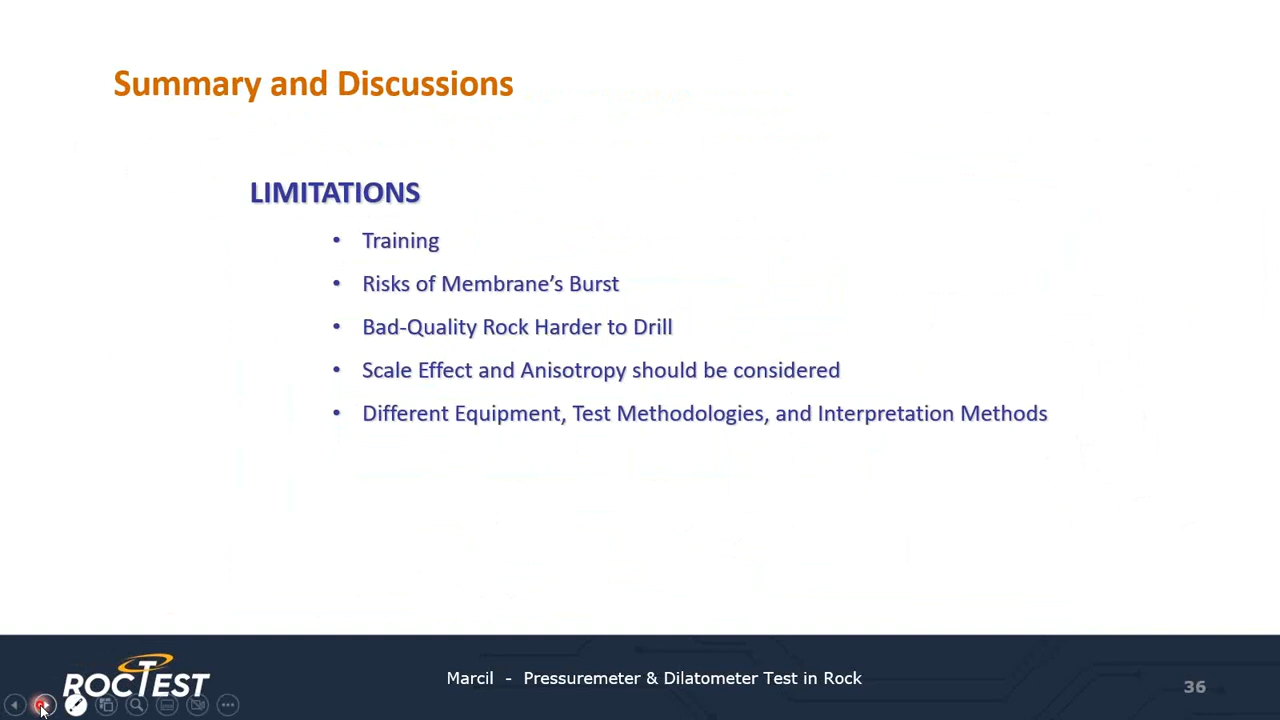 Summary and Discussions
LIMITATIONS
• Training
• Risks of Membrane’s Burst
• Bad-Quality Rock Harder to Drill
• Scale Effect and Anisotropy should be considered
• Different Equipment, Test Methodologies, and Interpretation Methods
ROCTEST
Marcil - Pressuremeter & Dilatometer Test in Rock
36